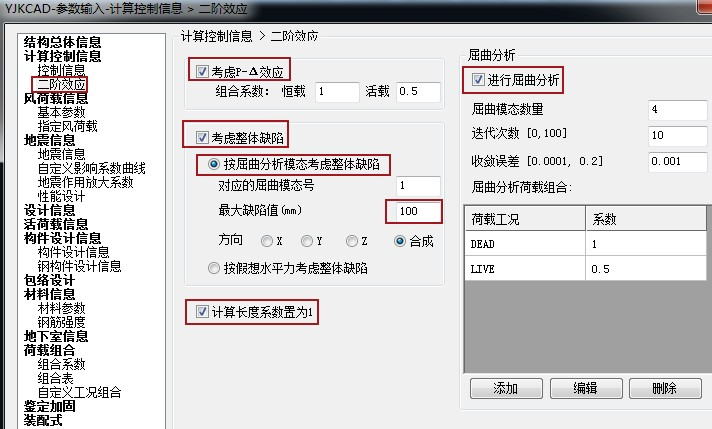 YJKCAD-参数输入-计算控制信息 > 二阶效应
结构总体信息
计算控制信息
控制信息
二阶效应
风荷载信息
基本参数
指定风荷载
地震信息
地震信息
自定义影响系数曲线
地震作用放大系数
性能设计
设计信息
活荷载信息
构件设计信息
构件设计信息
钢构件设计信息
包络设计
材料信息
材料参数
钢筋强度
地下室信息
荷载组合
组合系数
组合表
自定义工况组合
鉴定加固
装配式
计算控制信息 > 二阶效应
考虑P-Δ效应
组合系数: 恒载 1 活载 0.5
考虑整体缺陷
按屈曲分析模态考虑整体缺陷
对应的屈曲模态号 1
最大缺陷值(mm) 100
方向 X Y Z 合成
按假想水平力考虑整体缺陷
计算长度系数置为1
屈曲分析
进行屈曲分析
屈曲模态数量 4
迭代次数 [0,100] 10
收敛误差 [0.0001, 0.2] 0.001
屈曲分析荷载组合:
荷载工况 系数
DEAD 1
LIVE 0.5
添加 编辑 删除